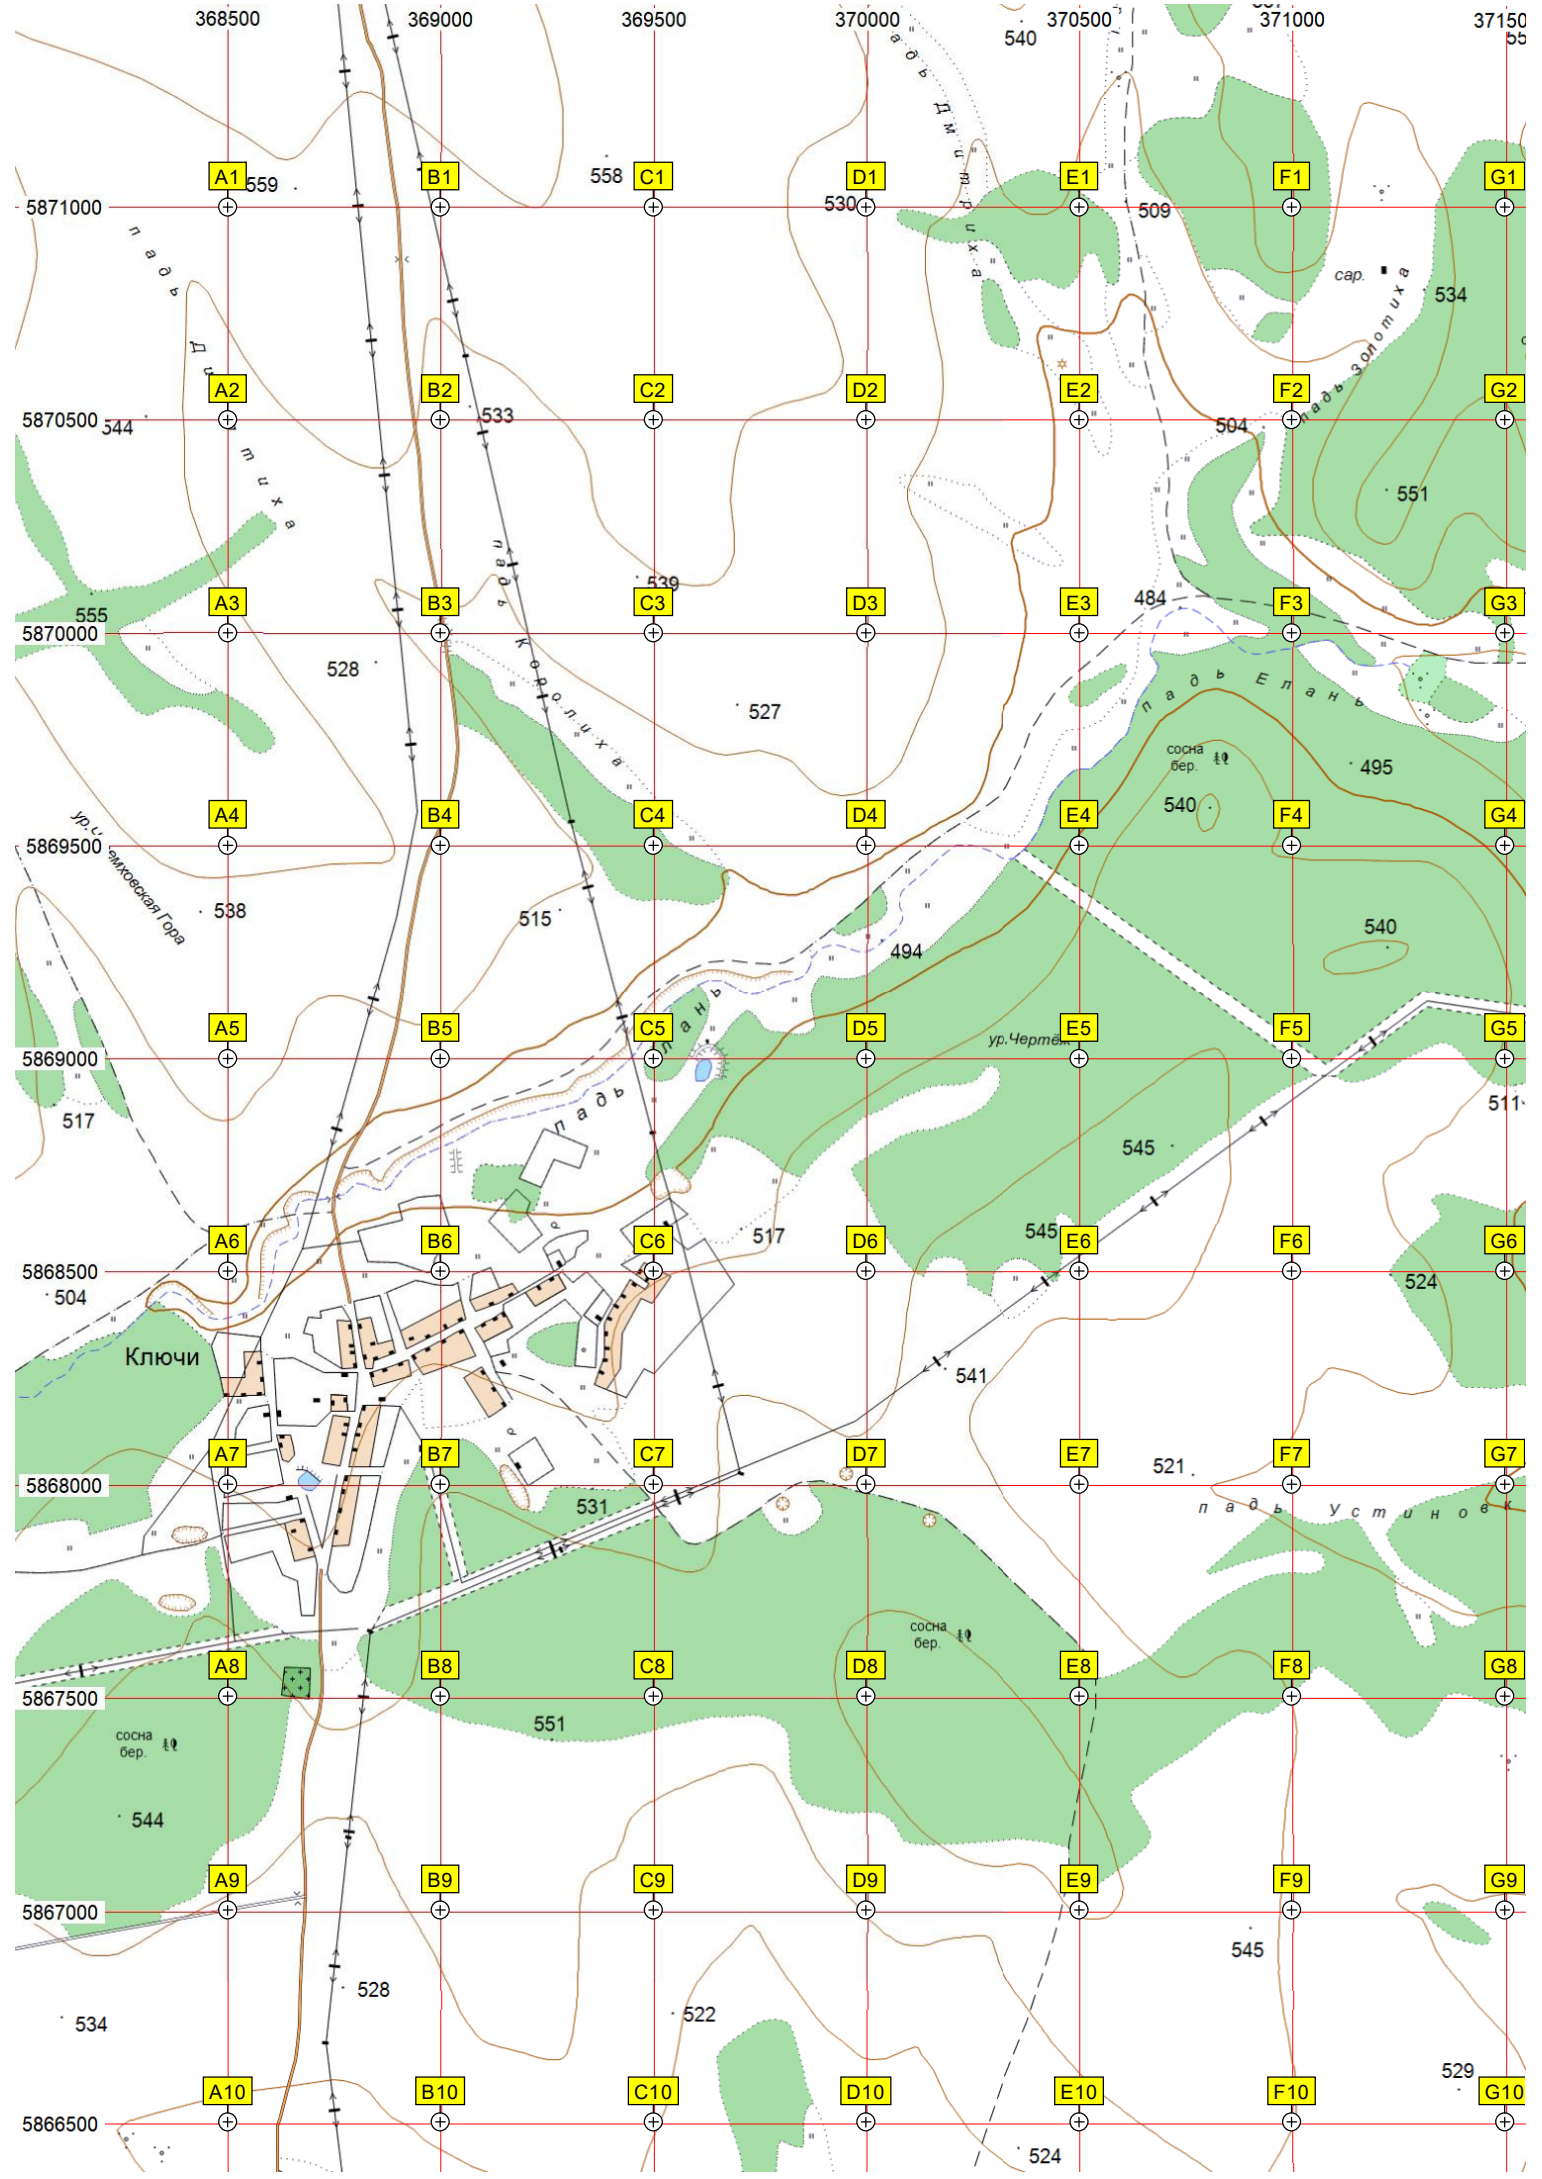 368500 369000 369500 370000 370500 371000 37150
540
падь Дмитриха
A1 B1 C1 D1 E1 F1 G1
559 558 530 509
5871000
падь Дмитиха
сар.
534
падь Золотиха
A2 B2 C2 D2 E2 F2 G2
544 533 504
5870500
551
падь Королиха
539
555 484
A3 B3 C3 D3 E3 F3 G3
5870000
528 527
падь Елань
сосна
бер.
495
540
A4 B4 C4 D4 E4 F4 G4
5869500
538 515 494 540
A5 B5 C5 D5 E5 F5 G5
ур.Чертёж
5869000
падь Елань
517 545 511
545 517
A6 B6 C6 D6 E6 F6 G6
5868500
504 524
Ключи
541
A7 B7 C7 D7 E7 F7 G7
521
5868000
531
падь Устиновк
сосна
бер.
A8 B8 C8 D8 E8 F8 G8
5867500
551
сосна
бер.
544
A9 B9 C9 D9 E9 F9 G9
5867000
545
528
534 522
529
A10 B10 C10 D10 E10 F10 G10
5866500
524